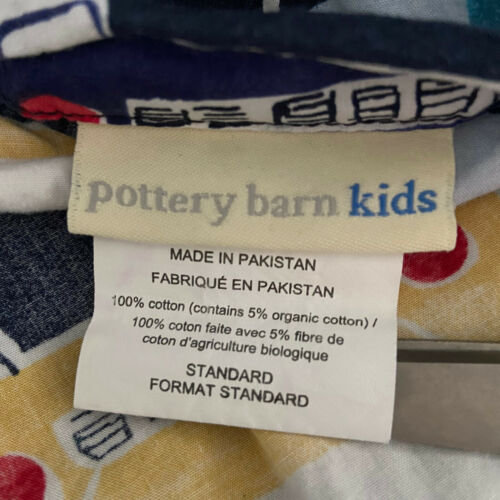 pottery barn kids
MADE IN PAKISTAN
FABRIQUÉ EN PAKISTAN
100% cotton (contains 5% organic cotton) /
100% coton faite avec 5% fibre de
coton d'agriculture biologique
STANDARD
FORMAT STANDARD